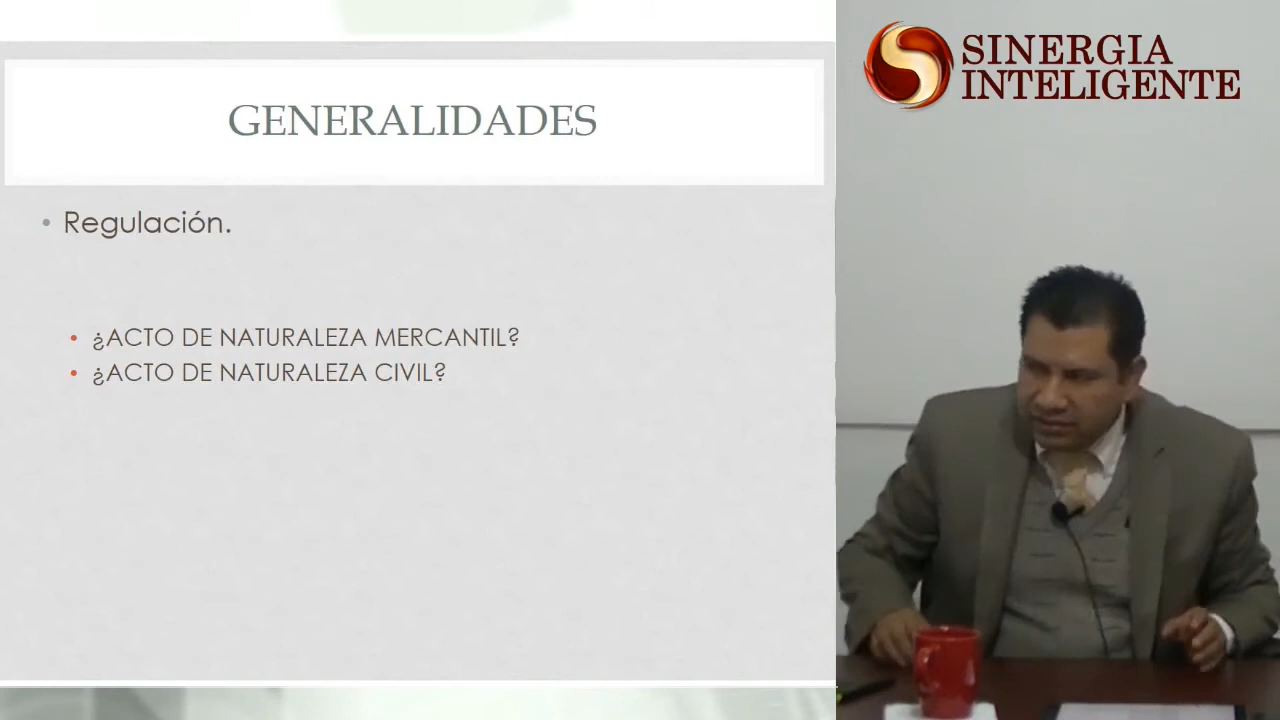 GENERALIDADES
• Regulación.
• ¿ACTO DE NATURALEZA MERCANTIL?
• ¿ACTO DE NATURALEZA CIVIL?
SINERGIA
INTELIGENTE